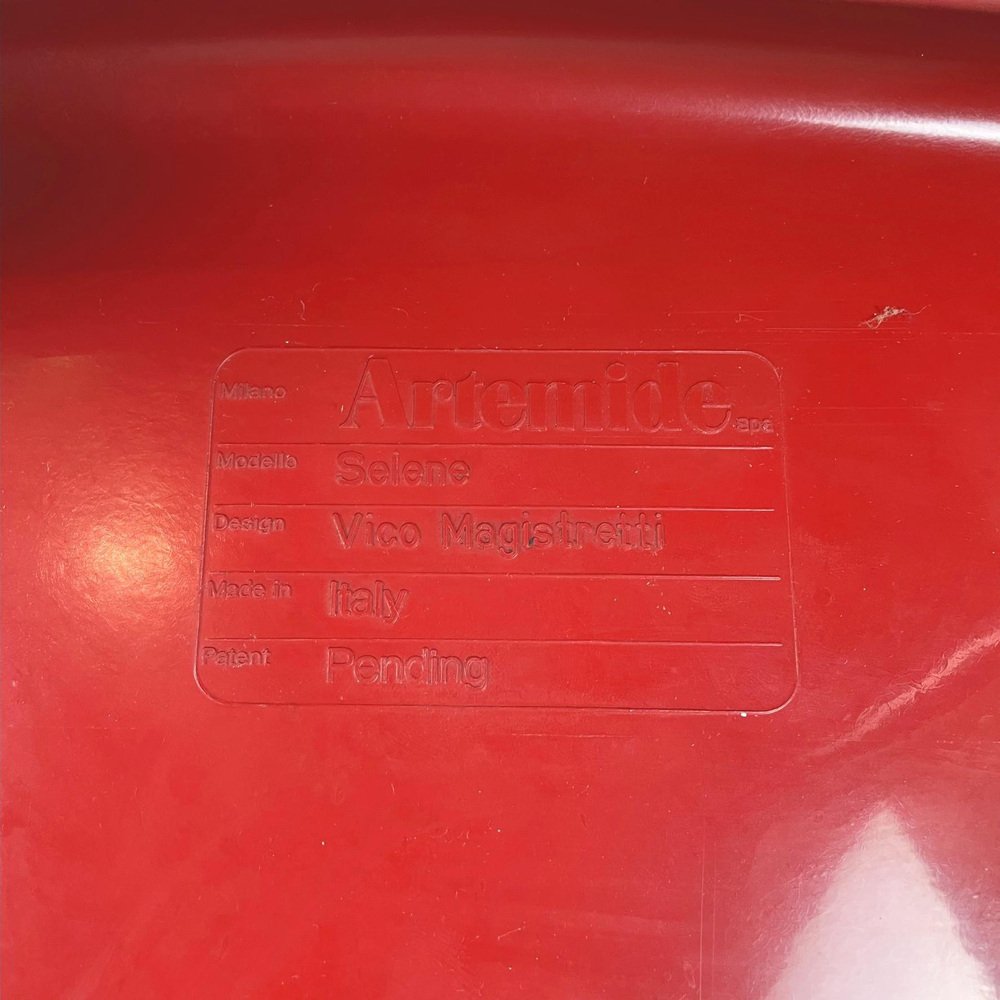 Milano Artemide spa
Modello Selene
Design Vico Magistretti
Made in Italy
Patent Pending